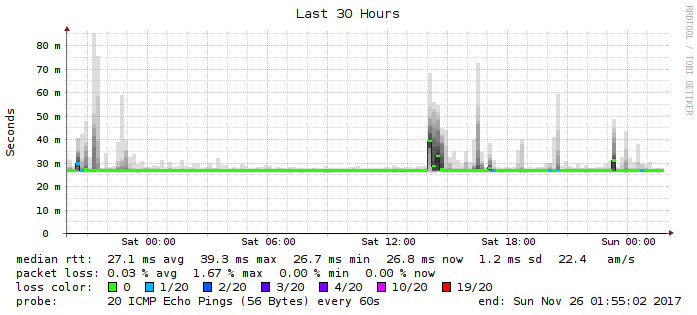 Last 30 Hours
RRDTOOL / TOBI OETIKER
Seconds
80 m
70 m
60 m
50 m
40 m
30 m
20 m
10 m
0
Sat 00:00 Sat 06:00 Sat 12:00 Sat 18:00 Sun 00:00
median rtt: 27.1 ms avg 39.3 ms max 26.7 ms min 26.8 ms now 1.2 ms sd 22.4 am/s
packet loss: 0.03 % avg 1.67 % max 0.00 % min 0.00 % now
loss color: 0 1/20 2/20 3/20 4/20 10/20 19/20
probe: 20 ICMP Echo Pings (56 Bytes) every 60s end: Sun Nov 26 01:55:02 2017